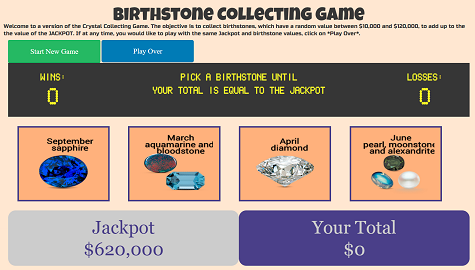 Birthstone Collecting Game
Welcome to a version of the Crystal Collecting Game. The objective is to collect birthstones, which have a random value between $10,000 and $120,000, to add up to the
the value of the JACKPOT. If at any time, you would like to play with the same Jackpot and birthstone values, click on *Play Over*.
Start New Game
Play Over
WINS:
0
PICK A BIRTHSTONE UNTIL
YOUR TOTAL IS EQUAL TO THE JACKPOT
LOSSES:
0
September
sapphire
March
aquamarine and
bloodstone
April
diamond
June
pearl, moonstone
and alexandrite
Jackpot
$620,000
Your Total
$0